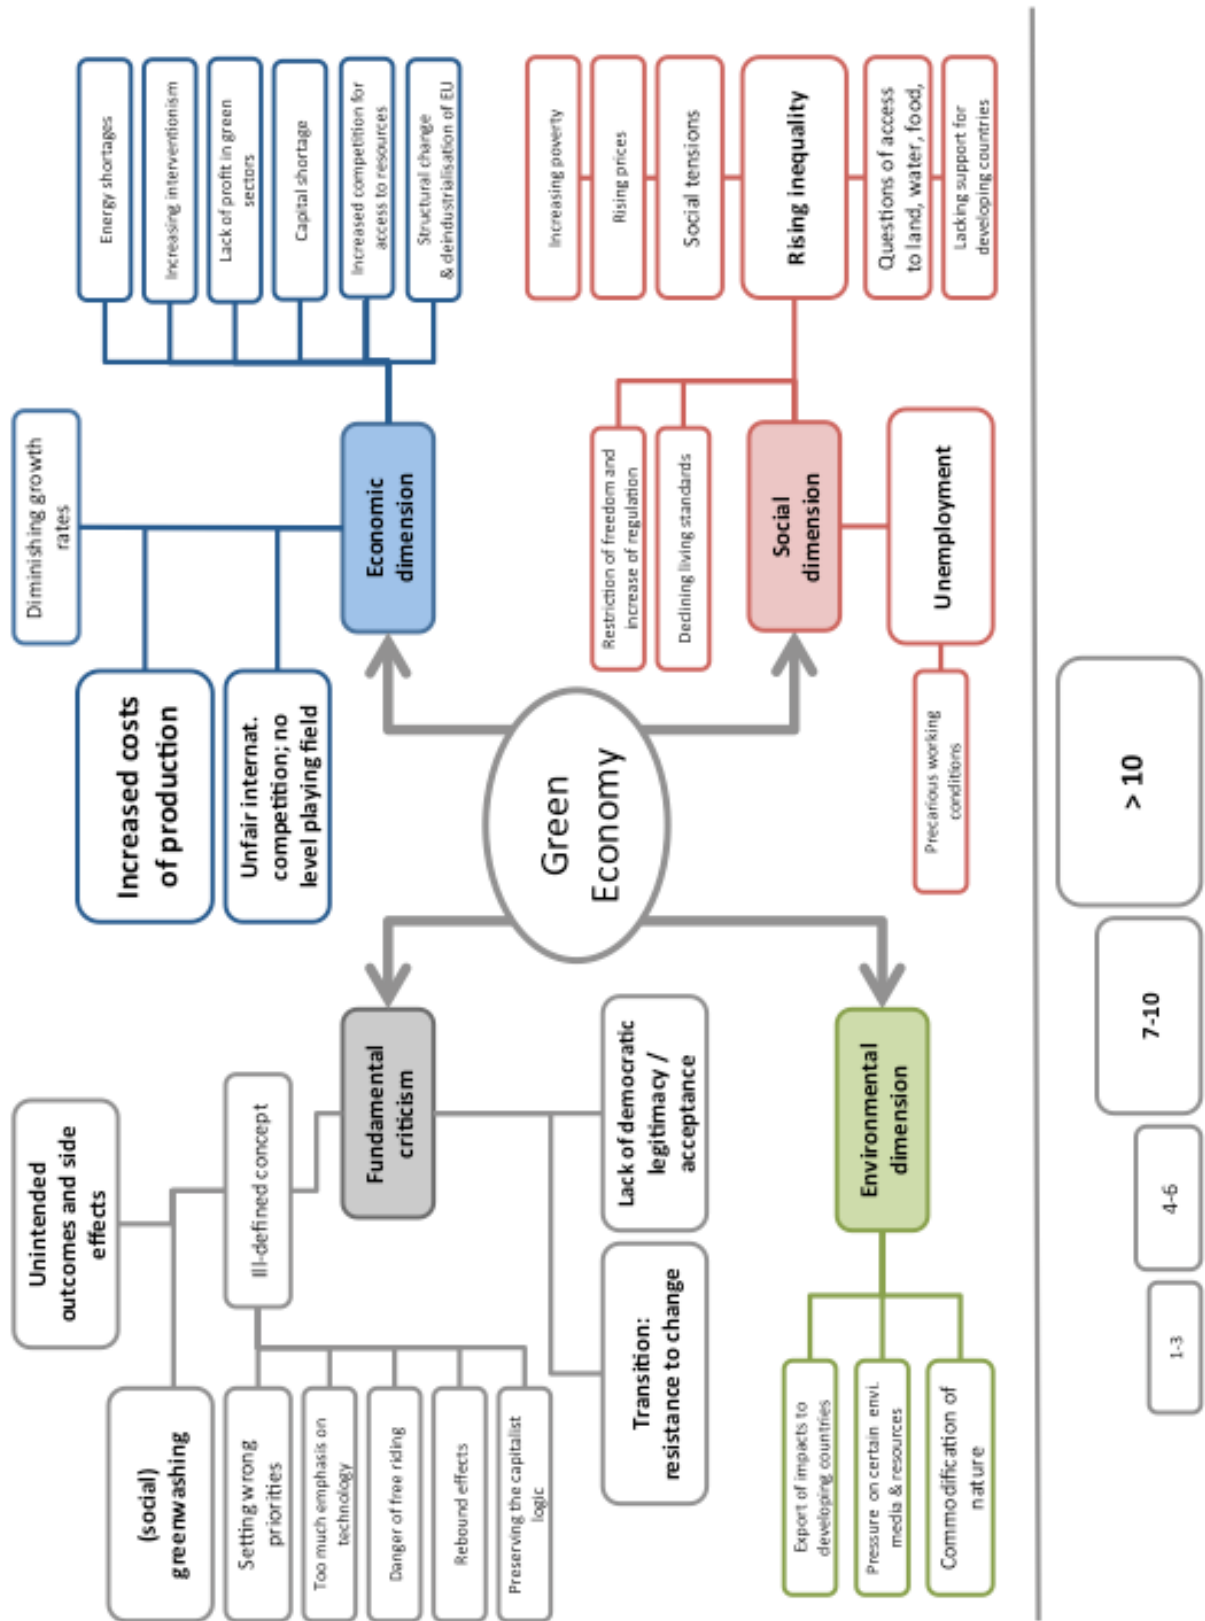 Unintended
outcomes and side
effects
Diminishing growth
rates
(social)
greenwashing
Ill-defined concept
Increased costs
of production
Energy shortages
Setting wrong
priorities
Unfair internat.
competition; no
level playing field
Increasing interventionism
Too much emphasis on
technology
Lack of profit in green
sectors
Danger of free riding
Fundamental
criticism
Economic
dimension
Capital shortage
Rebound effects
Increased competition for
access to resources
Preserving the capitalist
logic
Structural change
& deindustrialisation of EU
Green
Economy
Transition:
resistance to change
Lack of democratic
legitimacy /
acceptance
Restriction of freedom and
increase of regulation
Increasing poverty
Declining living standards
Rising prices
Social tensions
Export of impacts to
developing countries
Social
dimension
Rising inequality
Pressure on certain envi.
media & resources
Environmental
dimension
Questions of access
to land, water, food,
Commodification of
nature
Precarious working
conditions
Unemployment
Lacking support for
developing countries
1-3
4-6
7-10
> 10